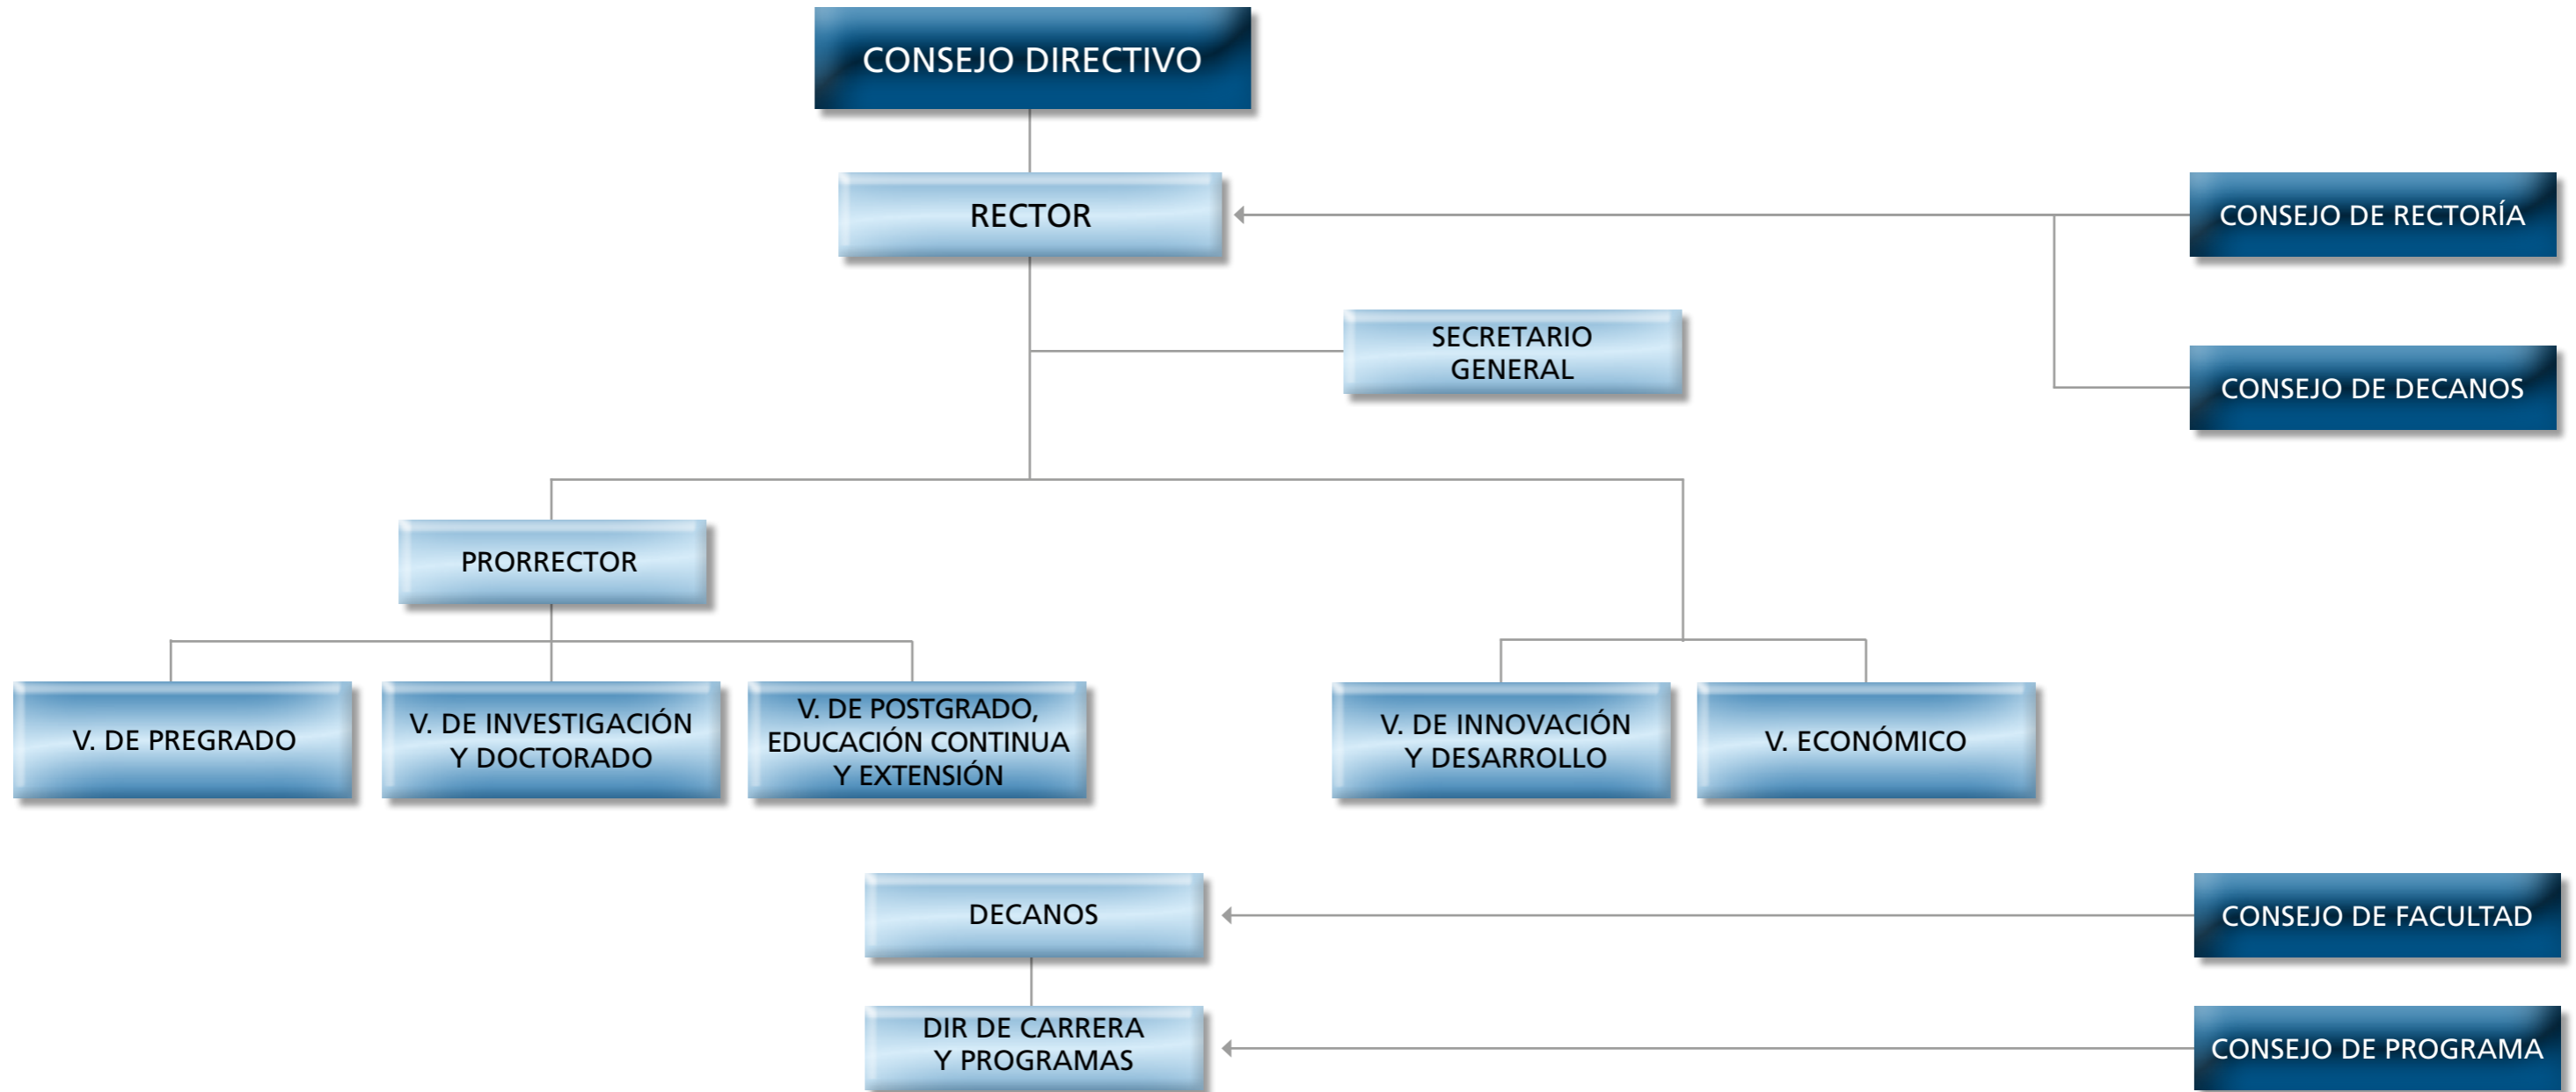 CONSEJO DIRECTIVO
RECTOR
CONSEJO DE RECTORÍA
SECRETARIO
GENERAL
CONSEJO DE DECANOS
PRORRECTOR
V. DE PREGRADO
V. DE INVESTIGACIÓN
Y DOCTORADO
V. DE POSTGRADO,
EDUCACIÓN CONTINUA
Y EXTENSIÓN
V. DE INNOVACIÓN
Y DESARROLLO
V. ECONÓMICO
DECANOS
CONSEJO DE FACULTAD
DIR DE CARRERA
Y PROGRAMAS
CONSEJO DE PROGRAMA